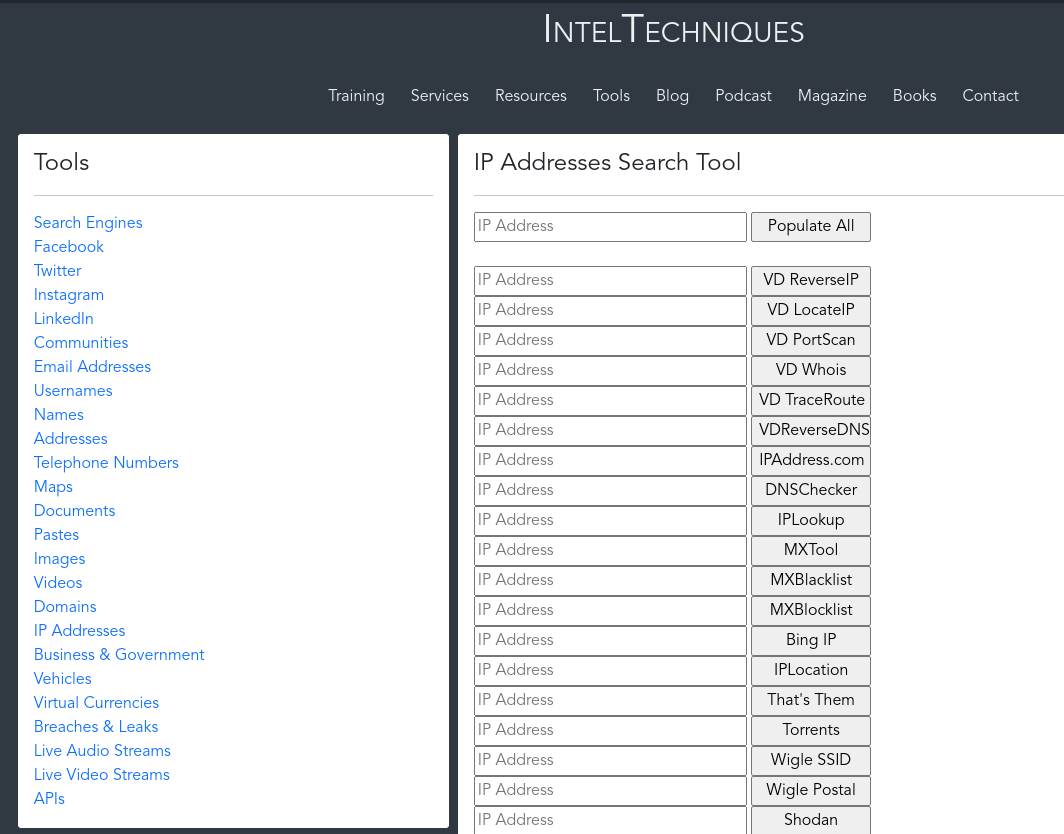 INTELTECHNIQUES
Training Services Resources Tools Blog Podcast Magazine Books Contact
Tools
Search Engines
Facebook
Twitter
Instagram
LinkedIn
Communities
Email Addresses
Usernames
Names
Addresses
Telephone Numbers
Maps
Documents
Pastes
Images
Videos
Domains
IP Addresses
Business & Government
Vehicles
Virtual Currencies
Breaches & Leaks
Live Audio Streams
Live Video Streams
APIs
IP Addresses Search Tool
IP Address Populate All
IP Address VD ReverseIP
IP Address VD LocateIP
IP Address VD PortScan
IP Address VD Whois
IP Address VD TraceRoute
IP Address VDReverseDNS
IP Address IPAddress.com
IP Address DNSChecker
IP Address IPLookup
IP Address MXTool
IP Address MXBlacklist
IP Address MXBlocklist
IP Address Bing IP
IP Address IPLocation
IP Address That's Them
IP Address Torrents
IP Address Wigle SSID
IP Address Wigle Postal
IP Address Shodan